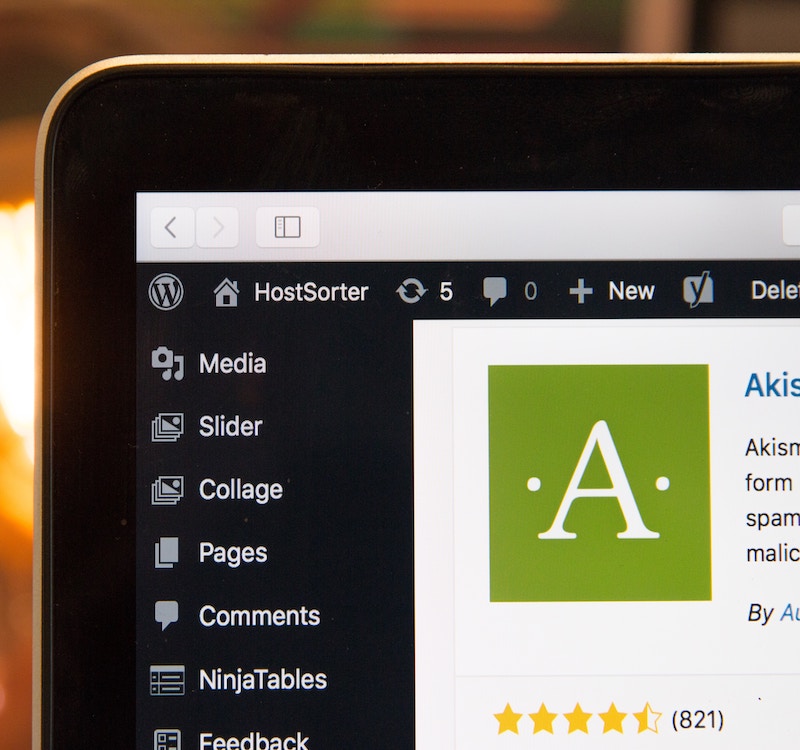 HostSorter 5 0 + New Delet
Media
Slider
Collage
Pages
Comments
NinjaTables
Feedback
A
Akis
Akism
form
spam
malic
By Au
(821)